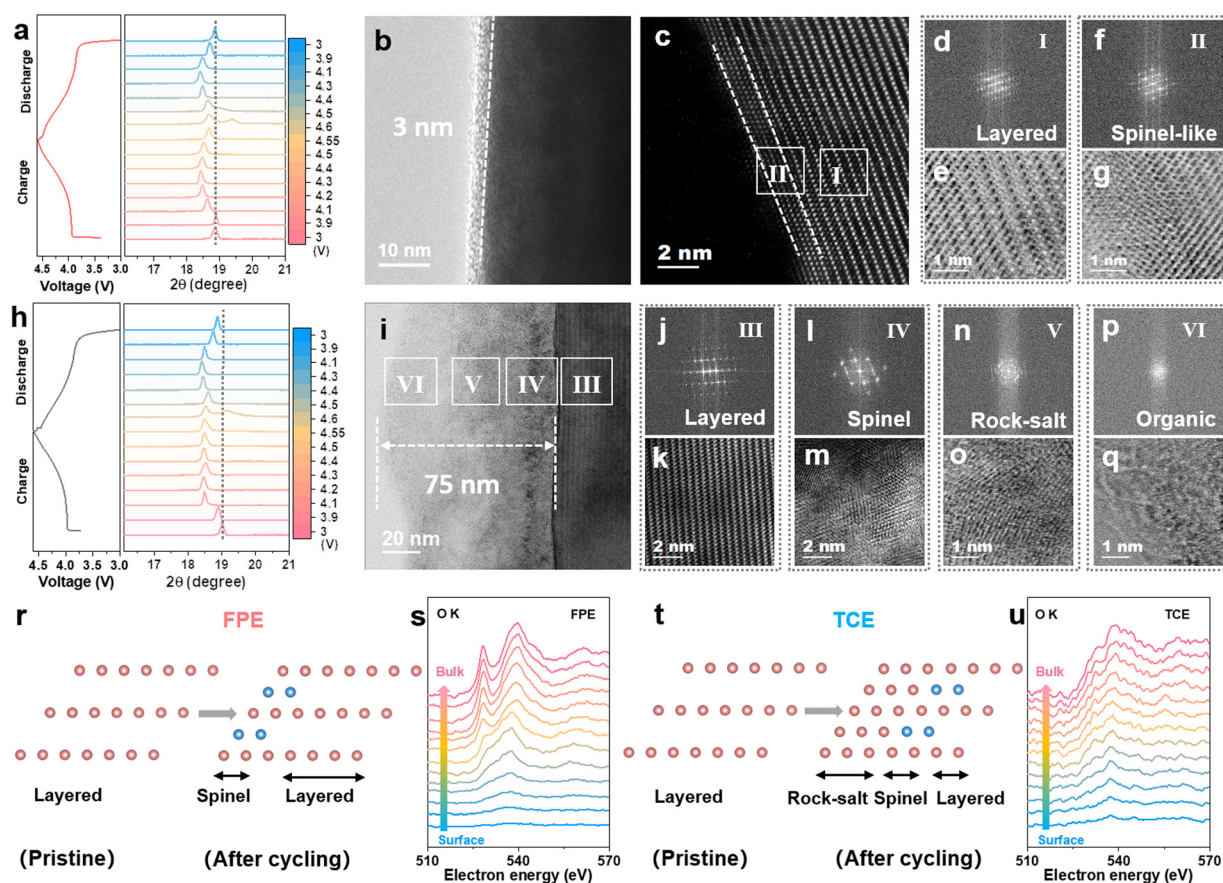 a
Discharge
Charge
4.5 4.0 3.5 3.0
Voltage (V)
16 17 18 19 20 21
2θ (degree)
3
3.9
4.1
4.3
4.4
4.5
4.6
4.55
4.5
4.4
4.3
4.2
4.1
3.9
3
(V)
b
3 nm
10 nm
c
II
I
2 nm
d
I
Layered
e
1 nm
f
II
Spinel-like
g
1 nm
h
Discharge
Charge
4.5 4.0 3.5 3.0
Voltage (V)
16 17 18 19 20 21
2θ (degree)
3
3.9
4.1
4.3
4.4
4.5
4.6
4.55
4.5
4.4
4.3
4.2
4.1
3.9
3
(V)
i
VI V IV III
75 nm
20 nm
j
III
Layered
k
2 nm
l
IV
Spinel
m
2 nm
n
V
Rock-salt
o
1 nm
p
VI
Organic
q
1 nm
r
FPE
Spinel Layered
Layered
(Pristine) (After cycling)
s
O K FPE
Bulk
Surface
510 540 570
Electron energy (eV)
t
TCE
Rock-salt Spinel Layered
Layered
(Pristine) (After cycling)
u
O K TCE
Bulk
Surface
510 540 570
Electron energy (eV)